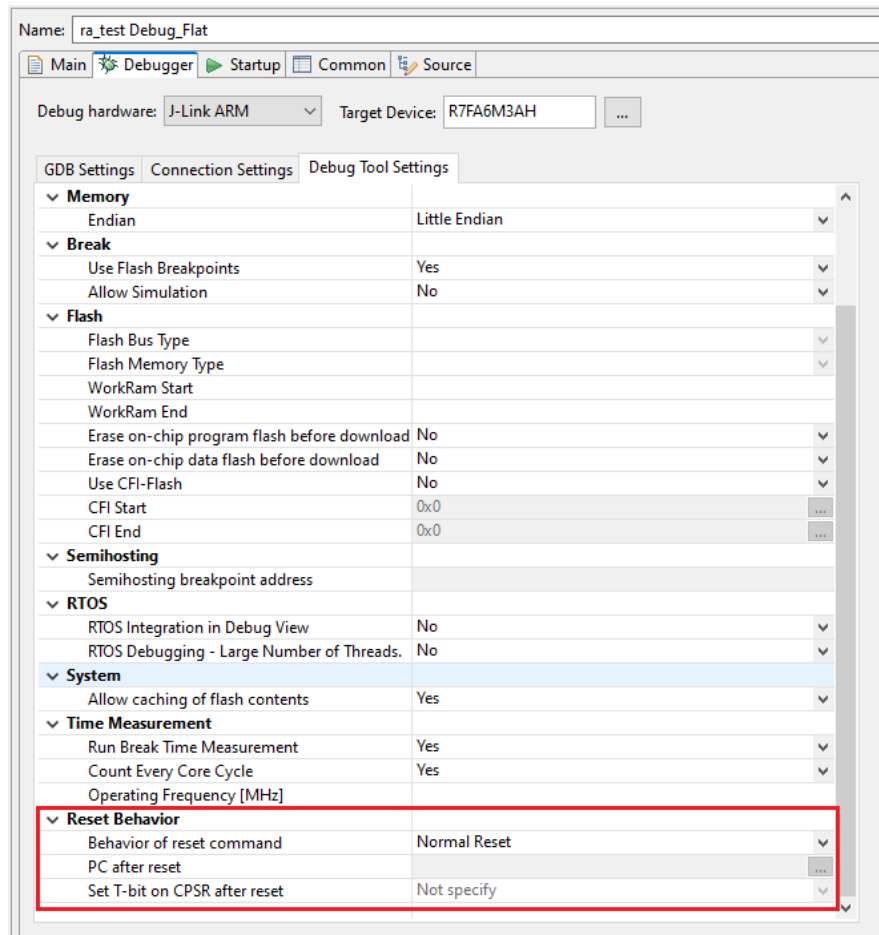 Name: ra_test Debug_Flat
Main Debugger Startup Common Source
Debug hardware: J-Link ARM Target Device: R7FA6M3AH ...
GDB Settings Connection Settings Debug Tool Settings
Memory
Endian Little Endian
Break
Use Flash Breakpoints Yes
Allow Simulation No
Flash
Flash Bus Type
Flash Memory Type
WorkRam Start
WorkRam End
Erase on-chip program flash before download No
Erase on-chip data flash before download No
Use CFI-Flash No
CFI Start 0x0 ...
CFI End 0x0 ...
Semihosting
Semihosting breakpoint address
RTOS
RTOS Integration in Debug View No
RTOS Debugging - Large Number of Threads. No
System
Allow caching of flash contents Yes
Time Measurement
Run Break Time Measurement Yes
Count Every Core Cycle Yes
Operating Frequency [MHz]
Reset Behavior
Behavior of reset command Normal Reset
PC after reset ...
Set T-bit on CPSR after reset Not specify